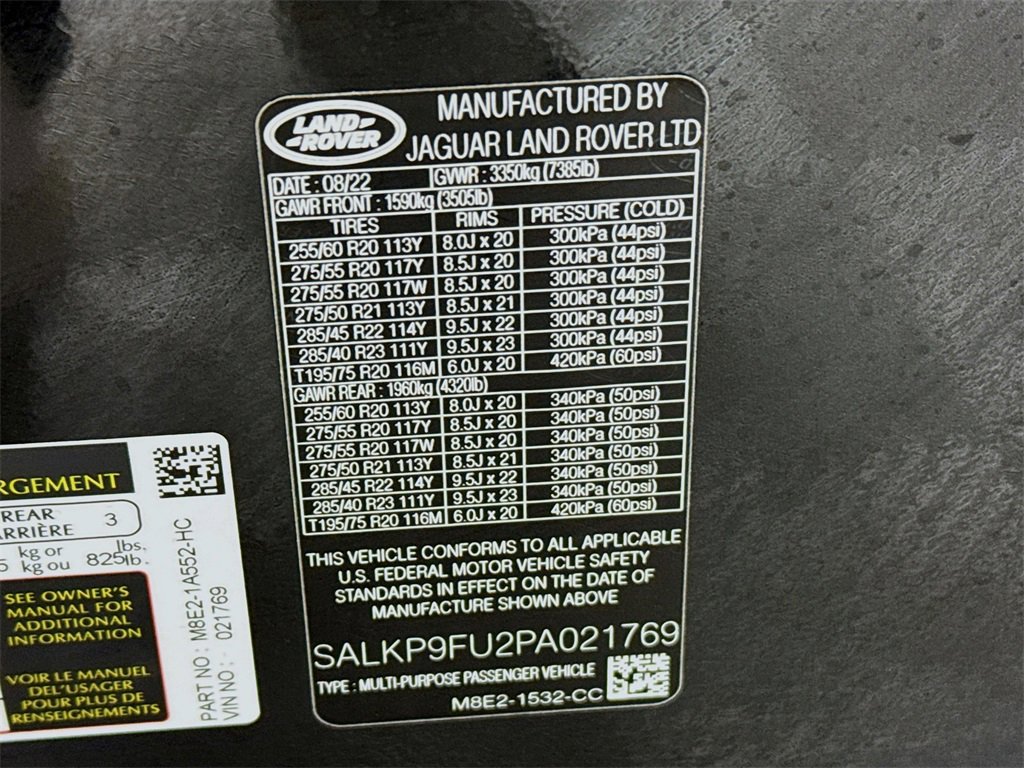 LAND ROVER
MANUFACTURED BY
JAGUAR LAND ROVER LTD
DATE : 08/22 GVWR : 3350kg (7385lb)
GAWR FRONT : 1590kg (3505lb)
TIRES RIMS PRESSURE (COLD)
255/60 R20 113Y 8.0J x 20 300kPa (44psi)
275/55 R20 117Y 8.5J x 20 300kPa (44psi)
275/55 R20 117W 8.5J x 20 300kPa (44psi)
275/50 R21 113Y 8.5J x 21 300kPa (44psi)
285/45 R22 114Y 9.5J x 22 300kPa (44psi)
285/40 R23 111Y 9.5J x 23 300kPa (44psi)
T195/75 R20 116M 6.0J x 20 420kPa (60psi)
GAWR REAR : 1960kg (4320lb)
255/60 R20 113Y 8.0J x 20 340kPa (50psi)
275/55 R20 117Y 8.5J x 20 340kPa (50psi)
275/55 R20 117W 8.5J x 20 340kPa (50psi)
275/50 R21 113Y 8.5J x 21 340kPa (50psi)
285/45 R22 114Y 9.5J x 22 340kPa (50psi)
285/40 R23 111Y 9.5J x 23 340kPa (50psi)
T195/75 R20 116M 6.0J x 20 420kPa (60psi)
THIS VEHICLE CONFORMS TO ALL APPLICABLE
U.S. FEDERAL MOTOR VEHICLE SAFETY
STANDARDS IN EFFECT ON THE DATE OF
MANUFACTURE SHOWN ABOVE
SALKP9FU2PA021769
TYPE : MULTI-PURPOSE PASSENGER VEHICLE
M8E2-1532-CC
RGEMENT
REAR
ARRIÈRE 3
kg or lbs.
5 kg ou 825lb.
SEE OWNER'S
MANUAL FOR
ADDITIONAL
INFORMATION
VOIR LE MANUEL
DEL'USAGER
POUR PLUS DE
RENSEIGNEMENTS
PART NO : M8E2-1A552-HC
VIN NO : 021769